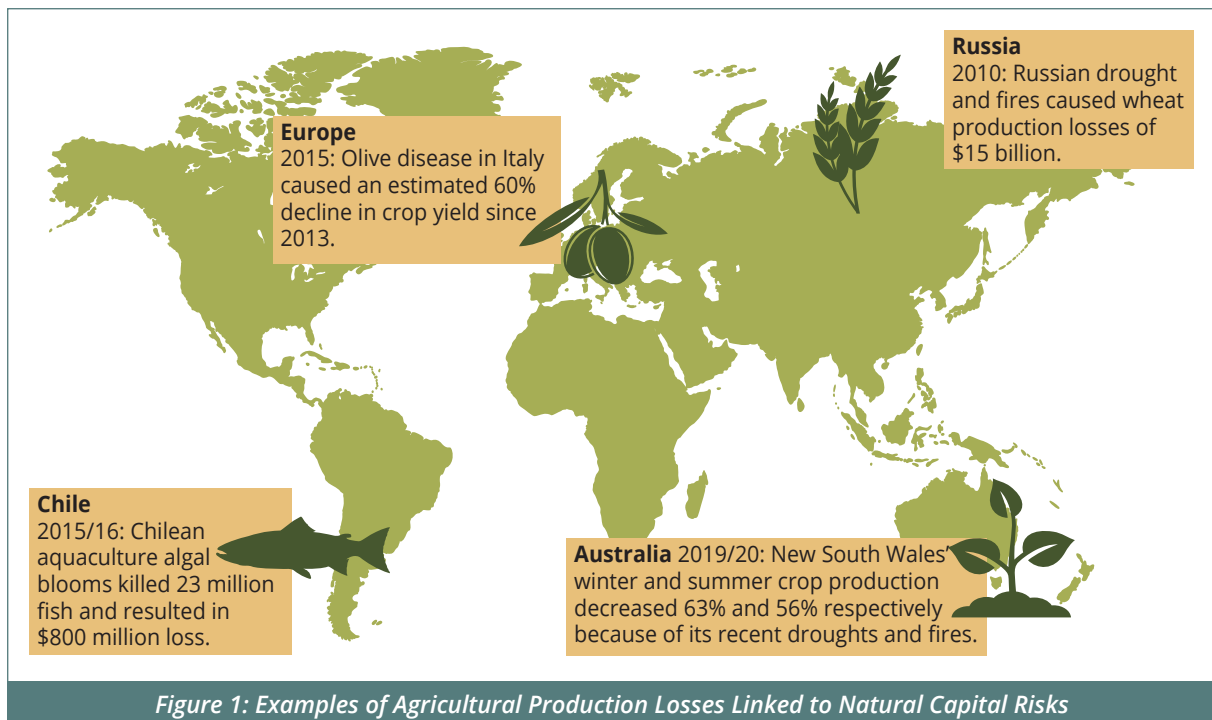 Russia
2010: Russian drought
and fires caused wheat
production losses of
$15 billion.
Europe
2015: Olive disease in Italy
caused an estimated 60%
decline in crop yield since
2013.
Chile
2015/16: Chilean
aquaculture algal
blooms killed 23 million
fish and resulted in
$800 million loss.
Australia 2019/20: New South Wales’
winter and summer crop production
decreased 63% and 56% respectively
because of its recent droughts and fires.
Figure 1: Examples of Agricultural Production Losses Linked to Natural Capital Risks